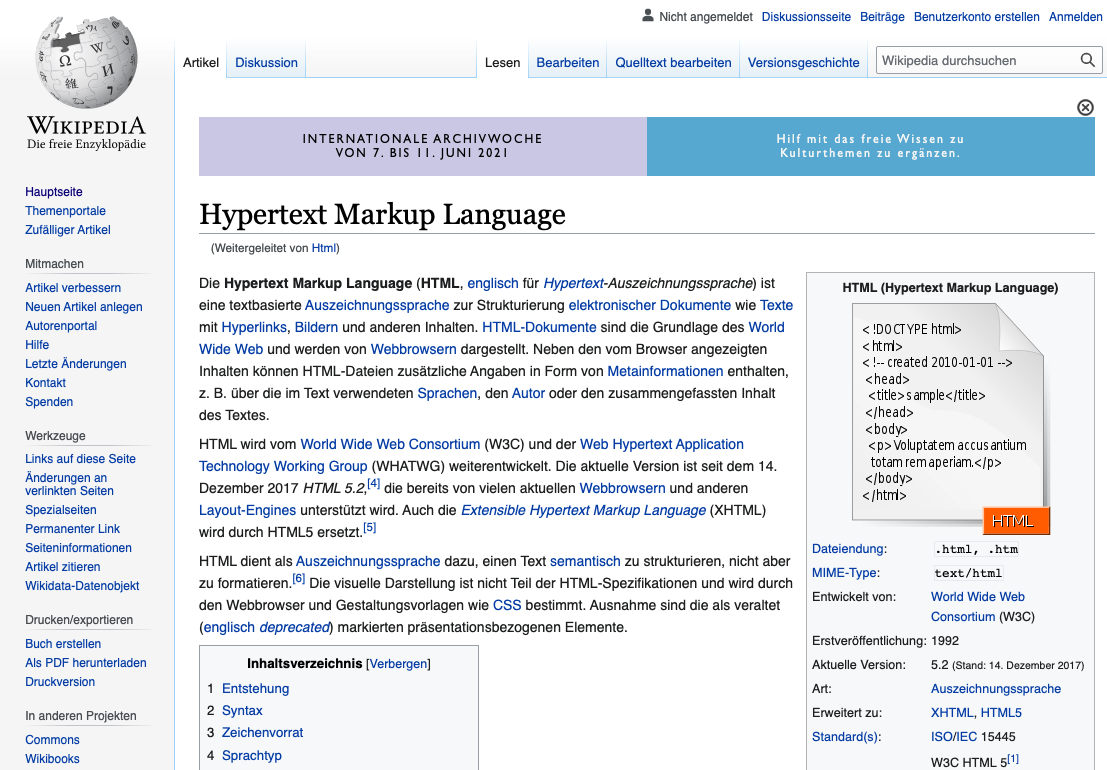 Nicht angemeldet Diskussionsseite Beiträge Benutzerkonto erstellen Anmelden
Artikel Diskussion Lesen Bearbeiten Quelltext bearbeiten Versionsgeschichte Wikipedia durchsuchen
Ω W И 維
WIKIPEDIA
Die freie Enzyklopädie
Hauptseite
Themenportale
Zufälliger Artikel
Mitmachen
Artikel verbessern
Neuen Artikel anlegen
Autorenportal
Hilfe
Letzte Änderungen
Kontakt
Spenden
Werkzeuge
Links auf diese Seite
Änderungen an
verlinkten Seiten
Spezialseiten
Permanenter Link
Seiteninformationen
Artikel zitieren
Wikidata-Datenobjekt
Drucken/exportieren
Buch erstellen
Als PDF herunterladen
Druckversion
In anderen Projekten
Commons
Wikibooks
INTERNATIONALE ARCHIVWOCHE
VON 7. BIS 11. JUNI 2021
Hilf mit das freie Wissen zu
Kulturthemen zu ergänzen.
Hypertext Markup Language
(Weitergeleitet von Html)
Die Hypertext Markup Language (HTML, englisch für Hypertext-Auszeichnungssprache) ist
eine textbasierte Auszeichnungssprache zur Strukturierung elektronischer Dokumente wie Texte
mit Hyperlinks, Bildern und anderen Inhalten. HTML-Dokumente sind die Grundlage des World
Wide Web und werden von Webbrowsern dargestellt. Neben den vom Browser angezeigten
Inhalten können HTML-Dateien zusätzliche Angaben in Form von Metainformationen enthalten,
z. B. über die im Text verwendeten Sprachen, den Autor oder den zusammengefassten Inhalt
des Textes.
HTML wird vom World Wide Web Consortium (W3C) und der Web Hypertext Application
Technology Working Group (WHATWG) weiterentwickelt. Die aktuelle Version ist seit dem 14.
Dezember 2017 HTML 5.2,[4] die bereits von vielen aktuellen Webbrowsern und anderen
Layout-Engines unterstützt wird. Auch die Extensible Hypertext Markup Language (XHTML)
wird durch HTML5 ersetzt.[5]
HTML dient als Auszeichnungssprache dazu, einen Text semantisch zu strukturieren, nicht aber
zu formatieren.[6] Die visuelle Darstellung ist nicht Teil der HTML-Spezifikationen und wird durch
den Webbrowser und Gestaltungsvorlagen wie CSS bestimmt. Ausnahme sind die als veraltet
(englisch deprecated) markierten präsentationsbezogenen Elemente.
Inhaltsverzeichnis [Verbergen]
1 Entstehung
2 Syntax
3 Zeichenvorrat
4 Sprachtyp
HTML (Hypertext Markup Language)
<!DOCTYPE html>
<html>
<!-- created 2010-01-01 -->
<head>
<title>sample</title>
</head>
<body>
<p>Voluptatem accusantium
totam rem aperiam.</p>
</body>
</html>
HTML
Dateiendung: .html, .htm
MIME-Type: text/html
Entwickelt von: World Wide Web
Consortium (W3C)
Erstveröffentlichung: 1992
Aktuelle Version: 5.2 (Stand: 14. Dezember 2017)
Art: Auszeichnungssprache
Erweitert zu: XHTML, HTML5
Standard(s): ISO/IEC 15445
W3C HTML 5[1]